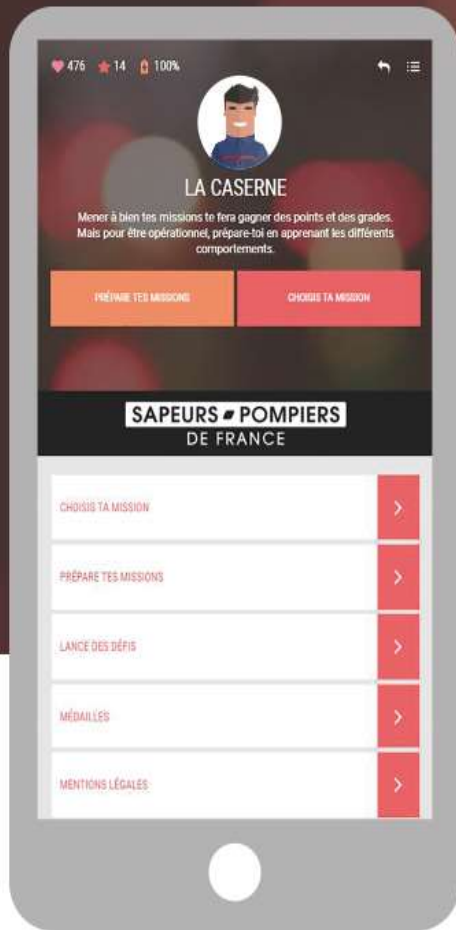 476 14 100%
LA CASERNE
Mener à bien tes missions te fera gagner des points et des grades.
Mais pour être opérationnel, prépare-toi en apprenant les différents
comportements.
PRÉPARE TES MISSIONS CHOISIS TA MISSION
SAPEURS POMPIERS
DE FRANCE
CHOISIS TA MISSION
PRÉPARE TES MISSIONS
LANCE DES DÉFIS
MÉDAILLES
MENTIONS LÉGALES